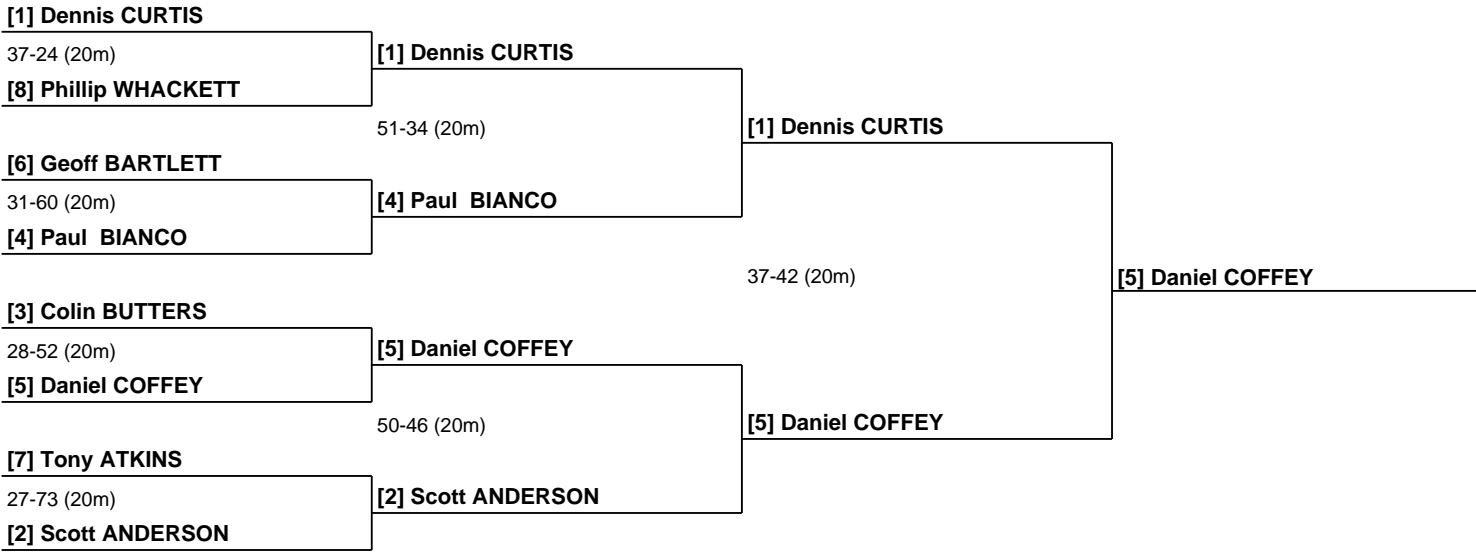 [1] Dennis CURTIS
37-24 (20m)
[8] Phillip WHACKETT
[6] Geoff BARTLETT
31-60 (20m)
[4] Paul  BIANCO
[3] Colin BUTTERS
28-52 (20m)
[5] Daniel COFFEY
[7] Tony ATKINS
27-73 (20m)
[2] Scott ANDERSON
[1] Dennis CURTIS
51-34 (20m)
[4] Paul  BIANCO
[5] Daniel COFFEY
50-46 (20m)
[2] Scott ANDERSON
[1] Dennis CURTIS
37-42 (20m)
[5] Daniel COFFEY
[5] Daniel COFFEY